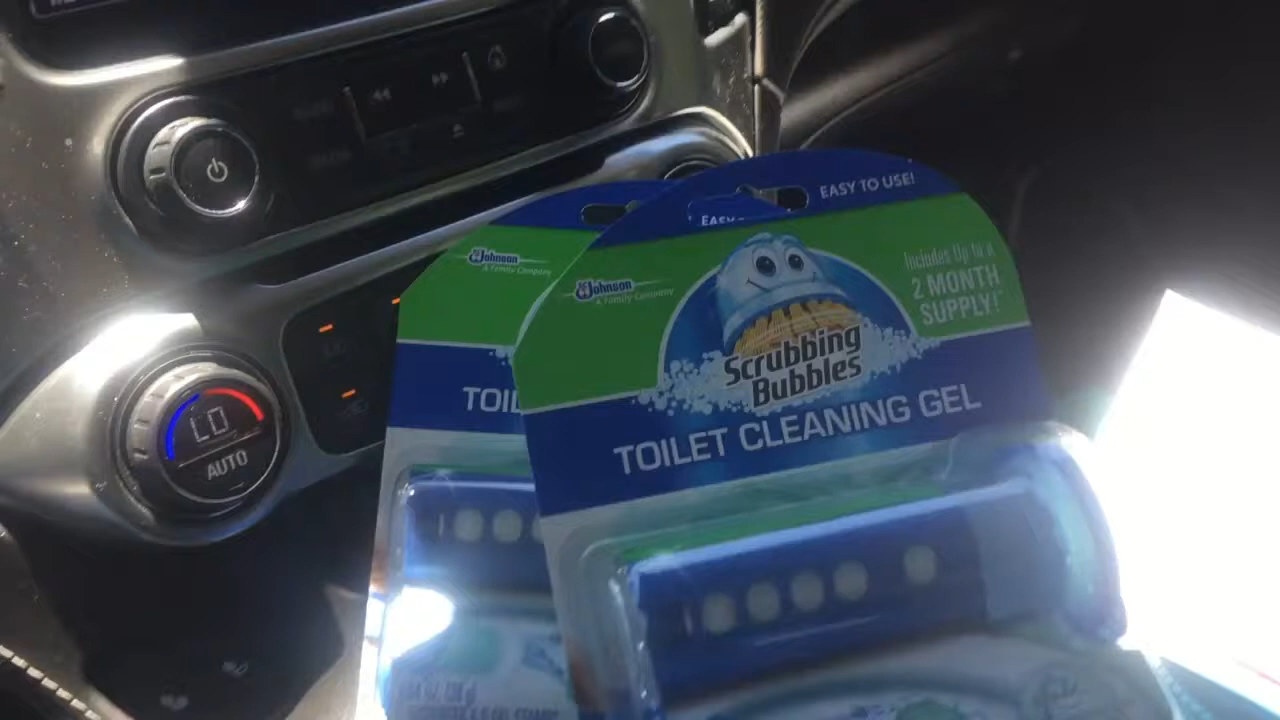 EASY TO USE!
EASY
SC Johnson
A Family Company
SC Johnson
A Family Company
Includes Up to a
2 MONTH
SUPPLY!*
Scrubbing
Bubbles
TOIL
TOILET CLEANING GEL
LO
AUTO